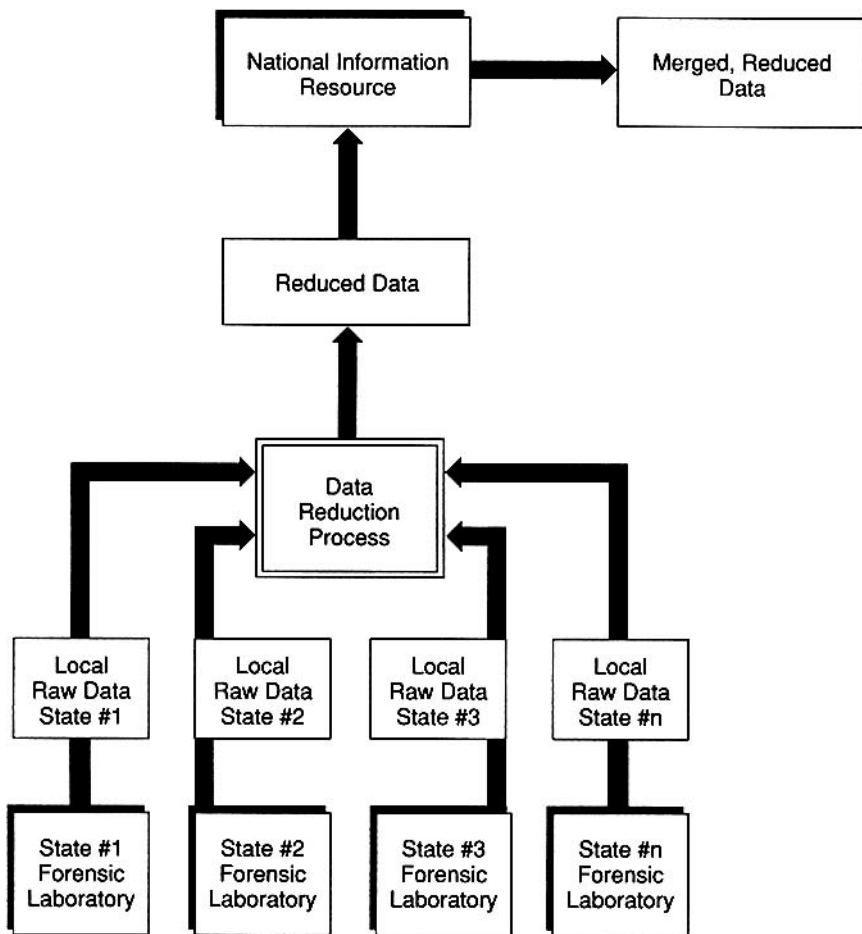 National Information
Resource
Merged, Reduced
Data
Reduced Data
Data
Reduction
Process
Local
Raw Data
State #1
Local
Raw Data
State #2
Local
Raw Data
State #3
Local
Raw Data
State #n
State #1
Forensic
Laboratory
State #2
Forensic
Laboratory
State #3
Forensic
Laboratory
State #n
Forensic
Laboratory